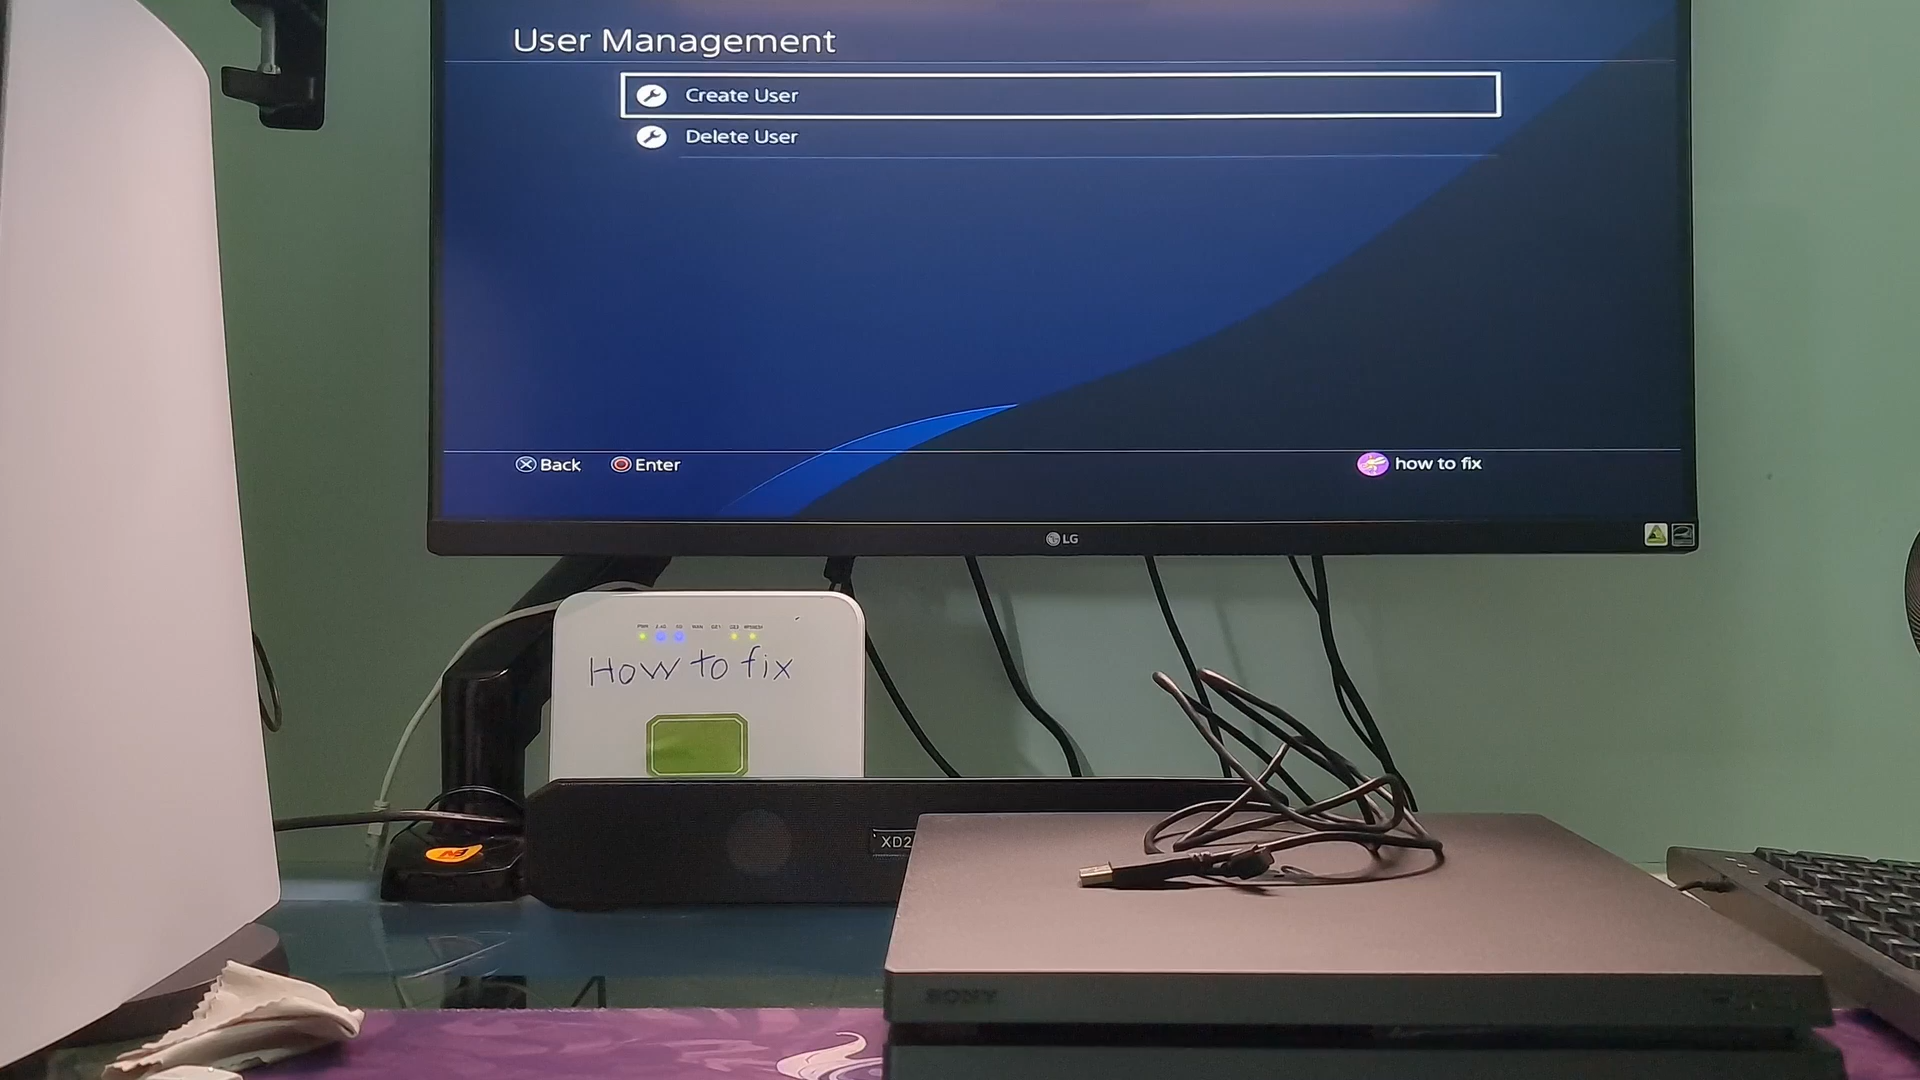 User Management
Create User
Delete User
Back
Enter
how to fix
LG
How to fix
XD2
SONY